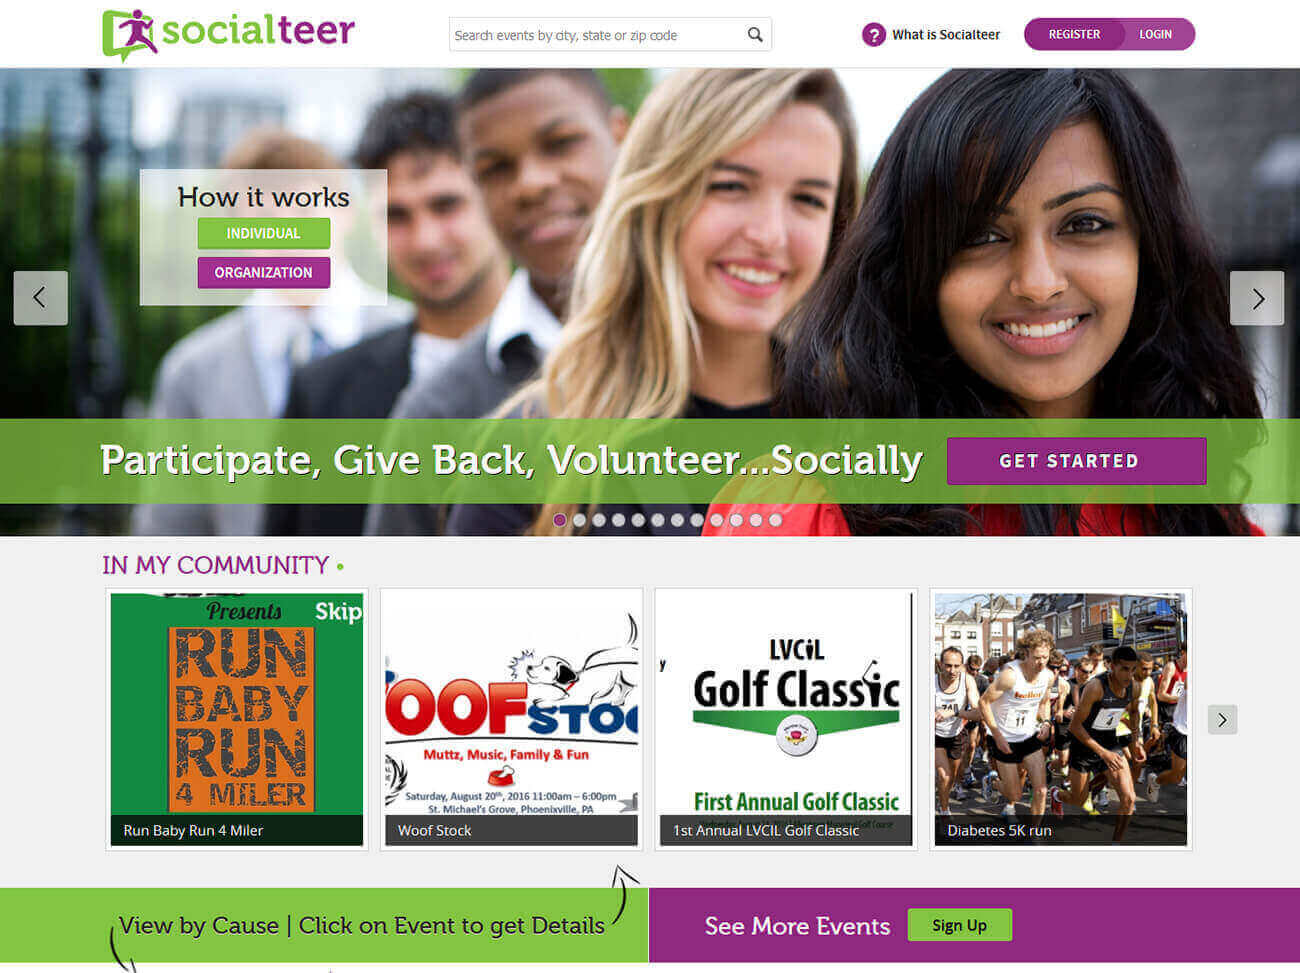 socialteer
Search events by city, state or zip code
? What is Socialteer
REGISTER
LOGIN
How it works
INDIVIDUAL
ORGANIZATION
Participate, Give Back, Volunteer...Socially
GET STARTED
IN MY COMMUNITY
Presents
Skip
RUN
BABY
RUN
4 MILER
Run Baby Run 4 Miler
OOFSTOC
Muttz, Music, Family & Fun
Saturday, August 20th, 2016 11:00am – 6:00pm
St. Michael's Grove, Phoenixville, PA
Woof Stock
y
LVCiL
Golf Classic
First Annual Golf Classic
1st Annual LVCIL Golf Classic
11
4
Diabetes 5K run
View by Cause | Click on Event to get Details
See More Events
Sign Up